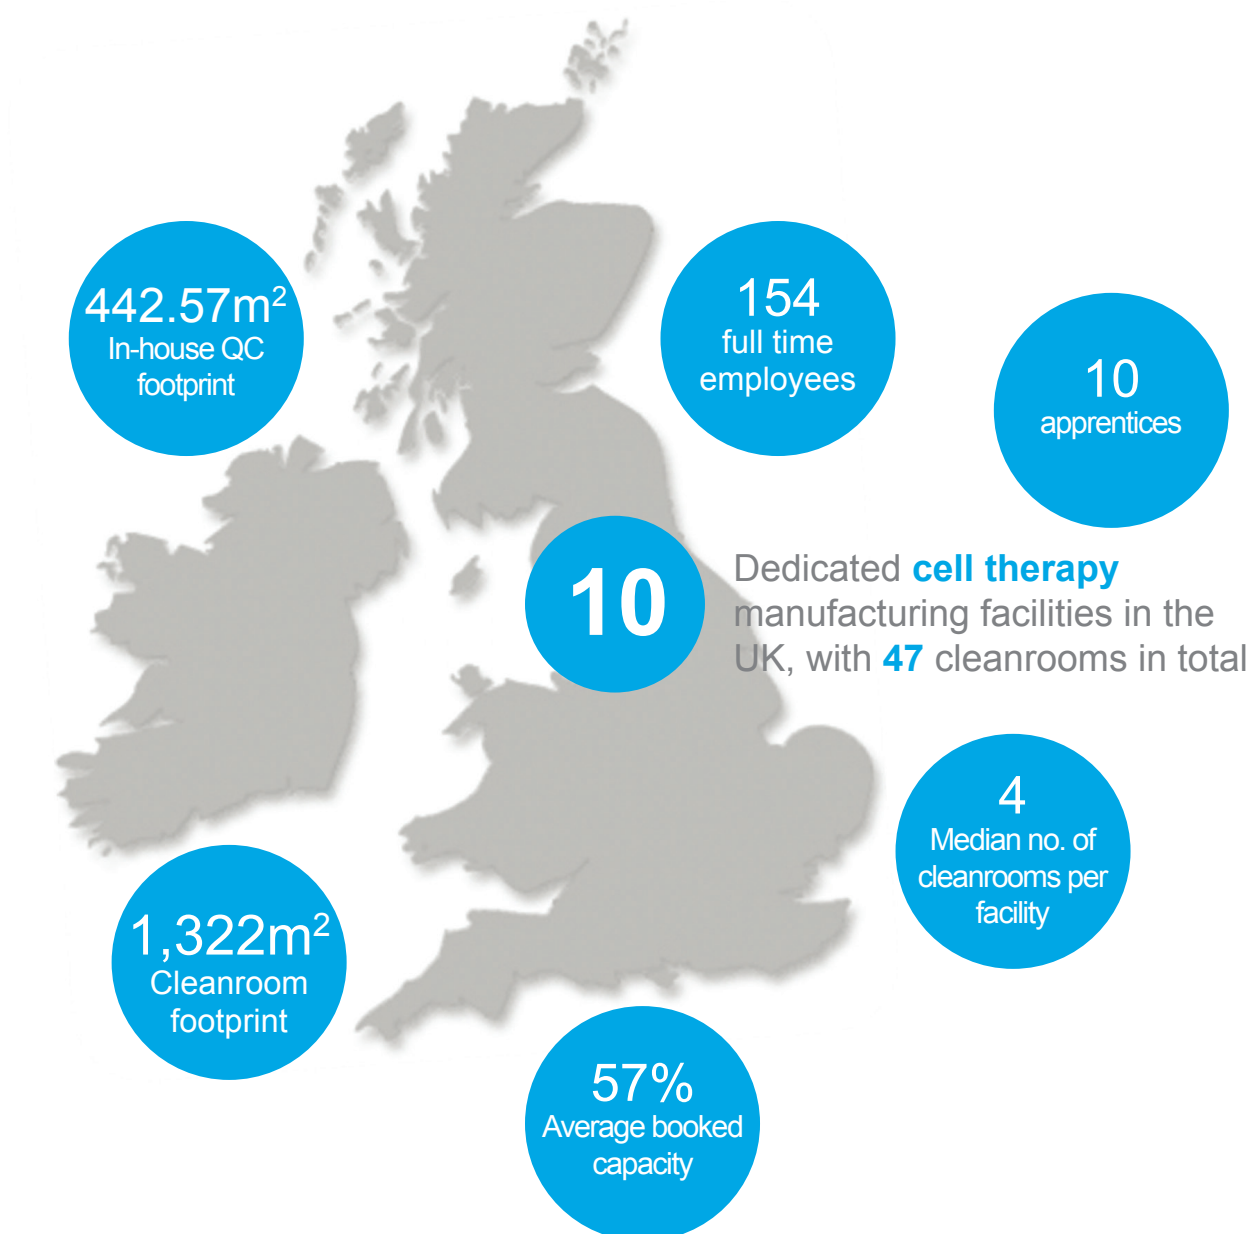 442.57m²
In-house QC
footprint
154
full time
employees
10
apprentices
10
Dedicated cell therapy
manufacturing facilities in the
UK, with 47 cleanrooms in total
4
Median no. of
cleanrooms per
facility
1,322m²
Cleanroom
footprint
57%
Average booked
capacity